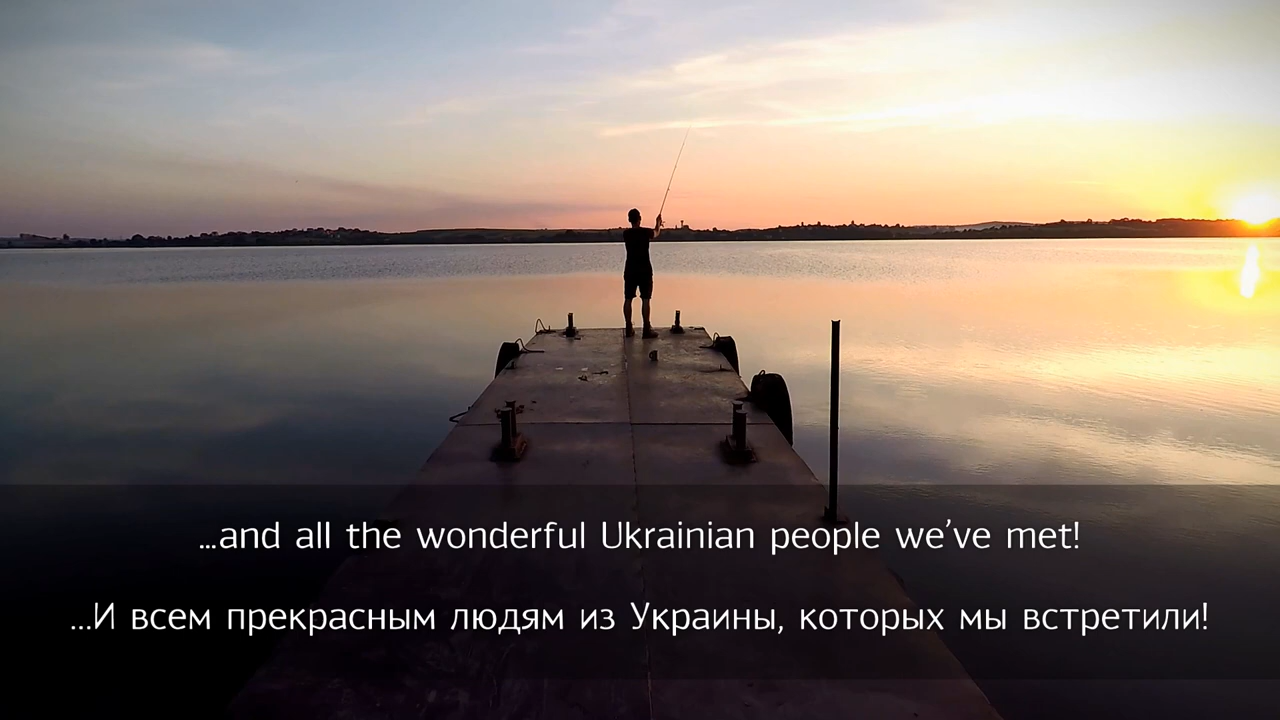 ...and all the wonderful Ukrainian people we've met!
...И всем прекрасным людям из Украины, которых мы встретили!